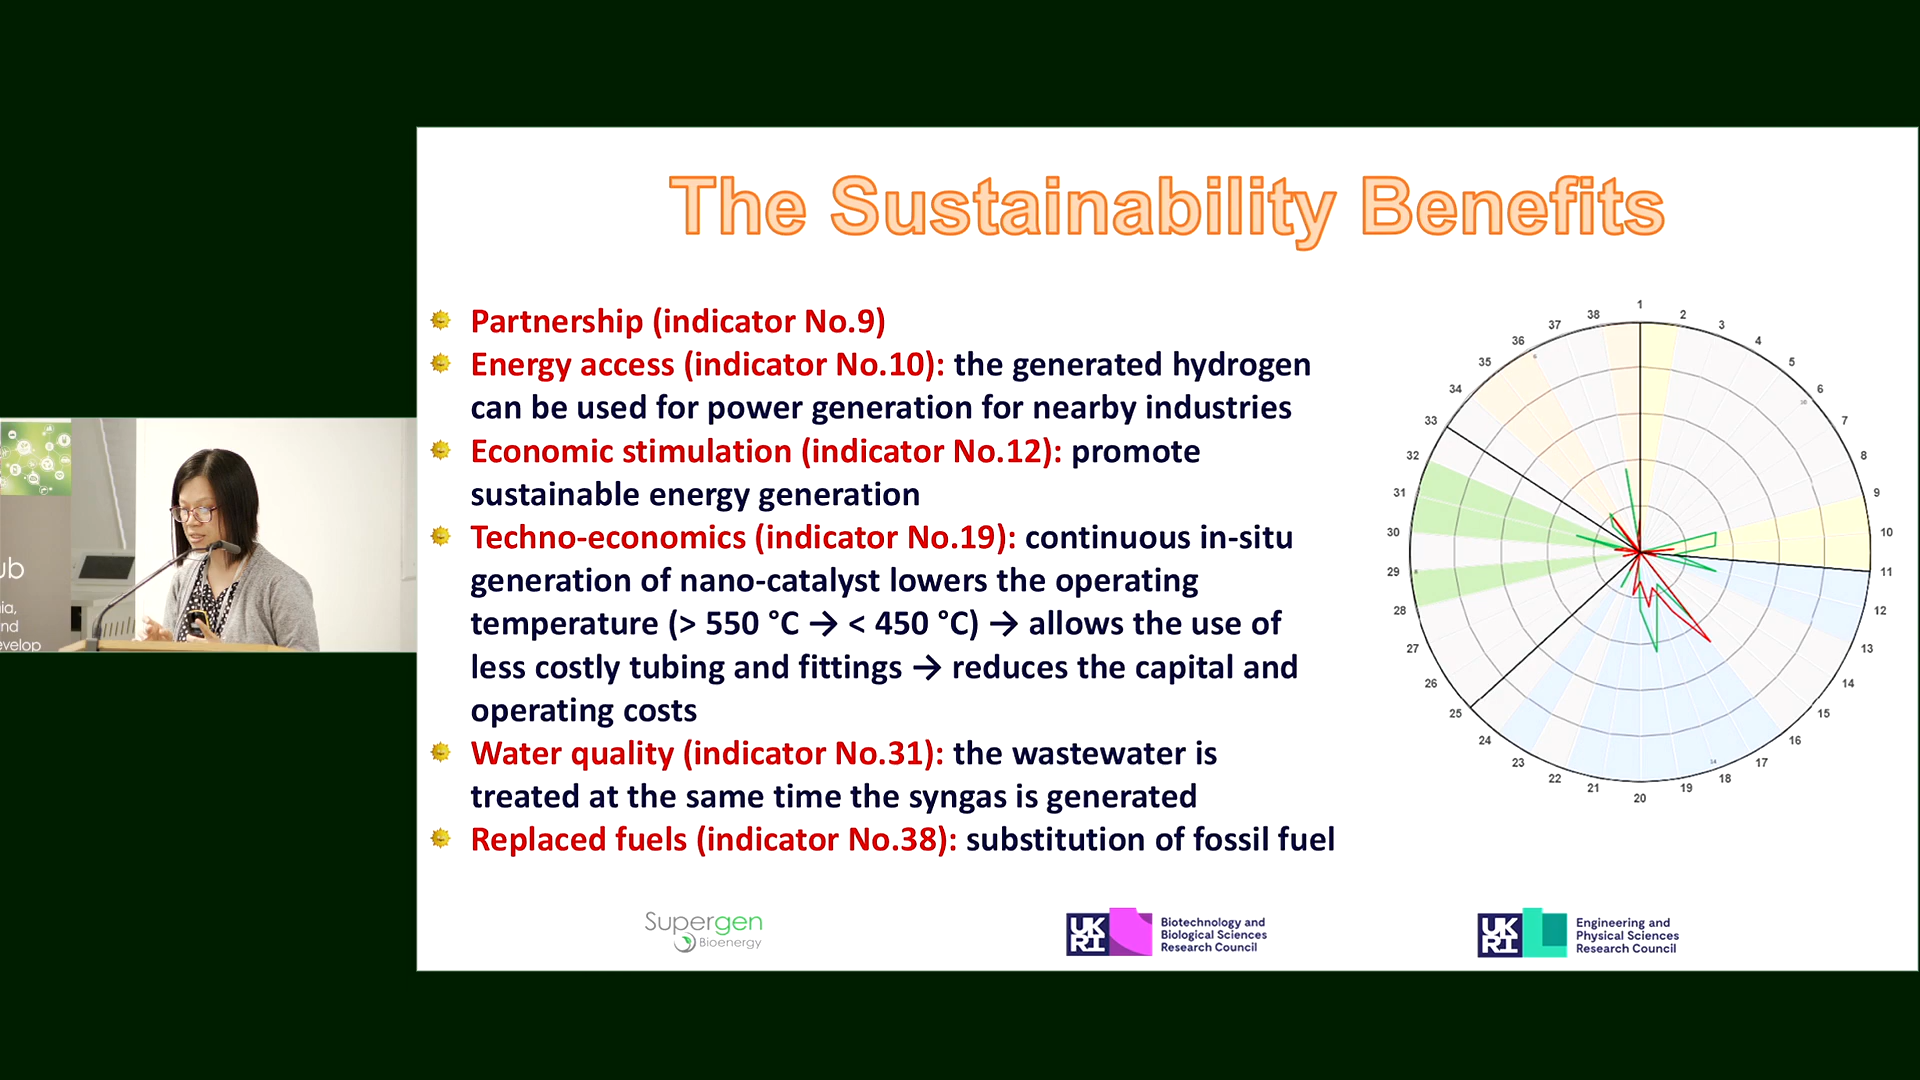 The Sustainability Benefits
Partnership (indicator No.9)
Energy access (indicator No.10): the generated hydrogen
can be used for power generation for nearby industries
Economic stimulation (indicator No.12): promote
sustainable energy generation
Techno-economics (indicator No.19): continuous in-situ
generation of nano-catalyst lowers the operating
temperature (> 550 °C → < 450 °C) → allows the use of
less costly tubing and fittings → reduces the capital and
operating costs
Water quality (indicator No.31): the wastewater is
treated at the same time the syngas is generated
Replaced fuels (indicator No.38): substitution of fossil fuel
1
2
3
4
5
6
7
8
9
10
11
12
13
14
15
16
17
18
19
20
21
22
23
24
25
26
27
28
29
30
31
32
33
34
35
36
37
38
ub
ia,
nd
evelop
Supergen
Bioenergy
UKRI
Biotechnology and
Biological Sciences
Research Council
UKRI
Engineering and
Physical Sciences
Research Council